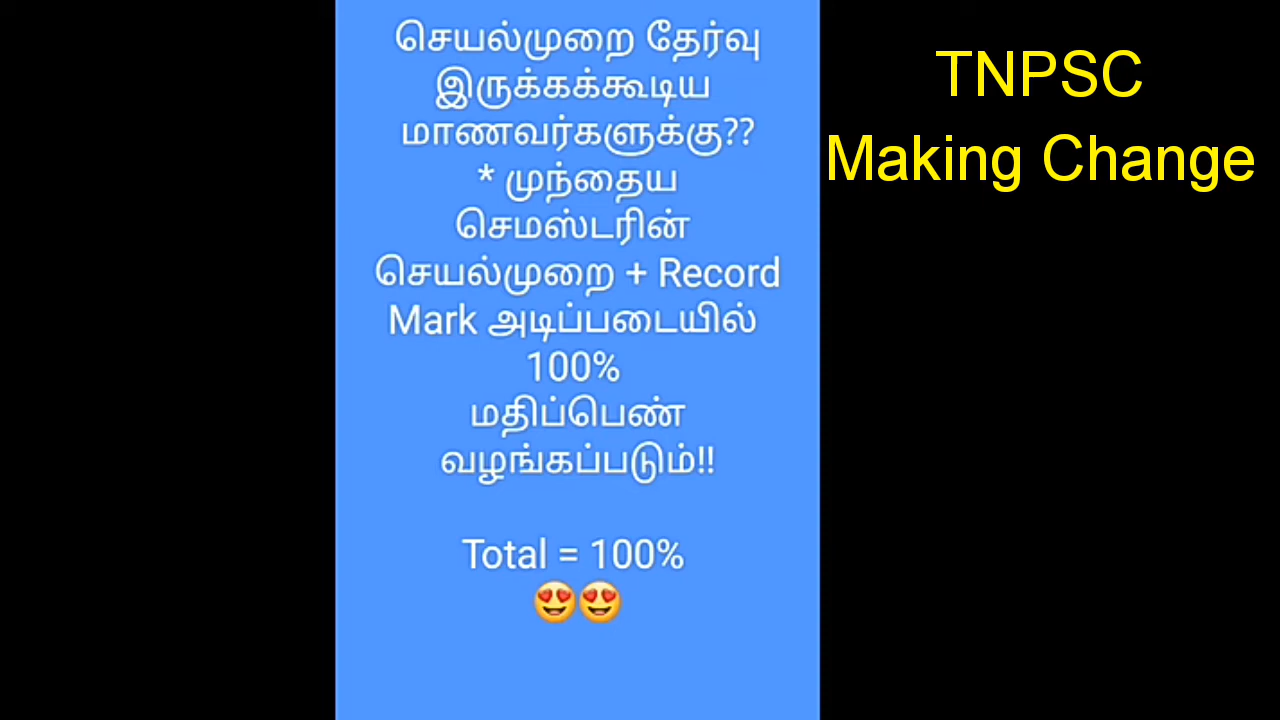 செயல்முறை தேர்வு
இருக்கக்கூடிய
மாணவர்களுக்கு??
* முந்தைய
செமஸ்டரின்
செயல்முறை + Record
Mark அடிப்படையில்
100%
மதிப்பெண்
வழங்கப்படும்!!
Total = 100%
😍😍
TNPSC
Making Change